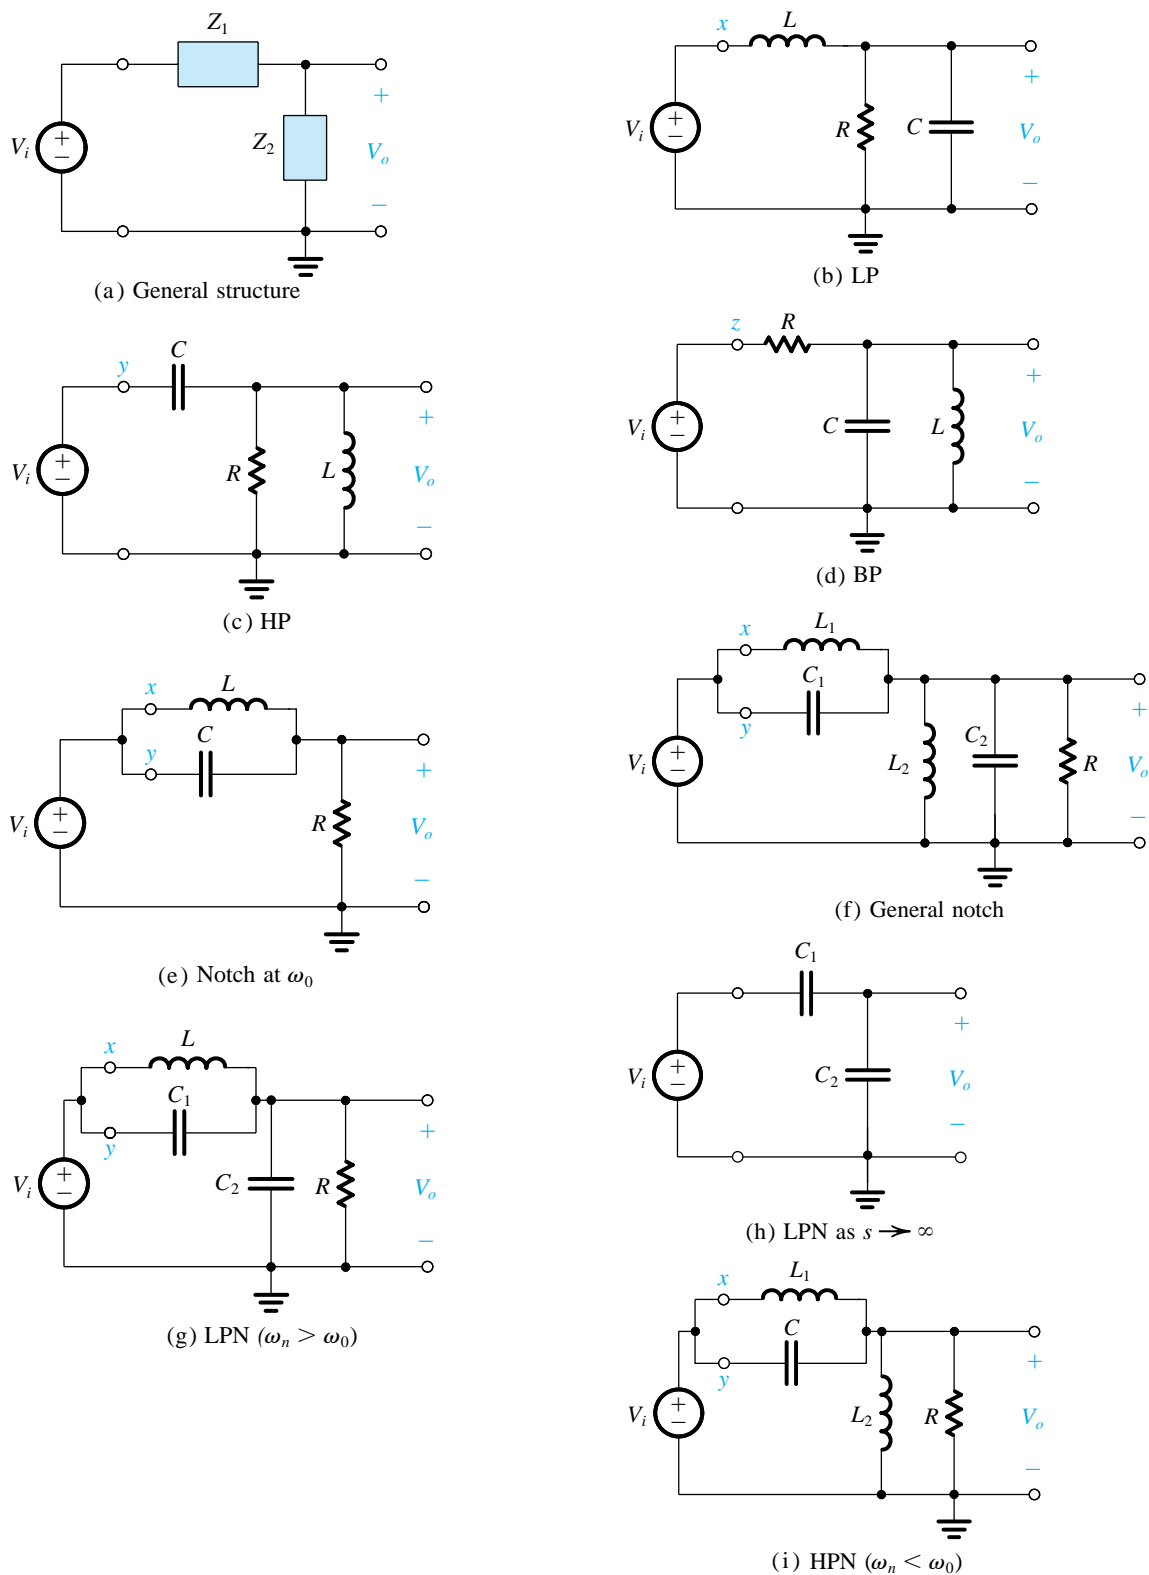 Z1
Z2
Vi
+
−
+
Vo
−
(a) General structure
x
L
Vi
+
−
R
C
+
Vo
−
(b) LP
y
C
Vi
+
−
R
L
+
Vo
−
(c) HP
z
R
Vi
+
−
C
L
+
Vo
−
(d) BP
x
L
y
C
Vi
+
−
R
+
Vo
−
(e) Notch at ω0
x
L1
C1
y
Vi
+
−
L2
C2
R
+
Vo
−
(f) General notch
x
L
C1
y
Vi
+
−
C2
R
+
Vo
−
(g) LPN (ωn > ω0)
C1
Vi
+
−
C2
+
Vo
−
(h) LPN as s → ∞
x
L1
C
y
Vi
+
−
L2
R
+
Vo
−
(i) HPN (ωn < ω0)